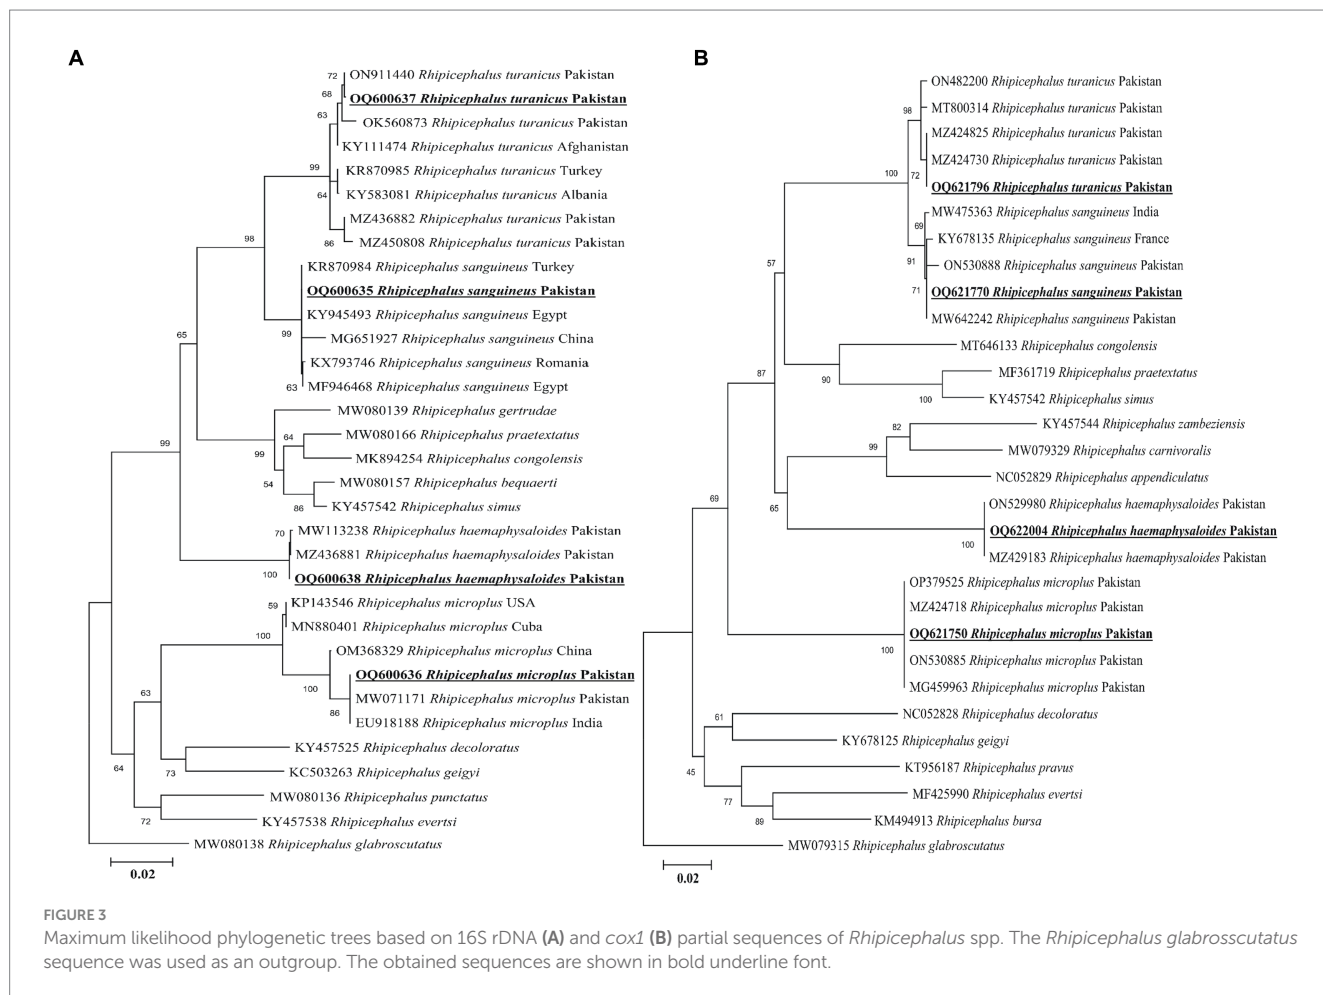 A
72
ON911440 Rhipicephalus turanicus Pakistan
68
OQ600637 Rhipicephalus turanicus Pakistan
63
OK560873 Rhipicephalus turanicus Pakistan
KY111474 Rhipicephalus turanicus Afghanistan
99
KR870985 Rhipicephalus turanicus Turkey
64
KY583081 Rhipicephalus turanicus Albania
MZ436882 Rhipicephalus turanicus Pakistan
86
MZ450808 Rhipicephalus turanicus Pakistan
98
KR870984 Rhipicephalus sanguineus Turkey
OQ600635 Rhipicephalus sanguineus Pakistan
KY945493 Rhipicephalus sanguineus Egypt
99
MG651927 Rhipicephalus sanguineus China
65
KX793746 Rhipicephalus sanguineus Romania
63
MF946468 Rhipicephalus sanguineus Egypt
MW080139 Rhipicephalus gertrudae
64
MW080166 Rhipicephalus praetextatus
99
99
MK894254 Rhipicephalus congolensis
54
MW080157 Rhipicephalus bequaerti
86
KY457542 Rhipicephalus simus
70
MW113238 Rhipicephalus haemaphysaloides Pakistan
MZ436881 Rhipicephalus haemaphysaloides Pakistan
100
OQ600638 Rhipicephalus haemaphysaloides Pakistan
59
KP143546 Rhipicephalus microplus USA
MN880401 Rhipicephalus microplus Cuba
100
OM368329 Rhipicephalus microplus China
OQ600636 Rhipicephalus microplus Pakistan
100
MW071171 Rhipicephalus microplus Pakistan
86
EU918188 Rhipicephalus microplus India
63
KY457525 Rhipicephalus decoloratus
64
73
KC503263 Rhipicephalus geigyi
MW080136 Rhipicephalus punctatus
72
KY457538 Rhipicephalus evertsi
MW080138 Rhipicephalus glabroscutatus
0.02
B
ON482200 Rhipicephalus turanicus Pakistan
98
MT800314 Rhipicephalus turanicus Pakistan
MZ424825 Rhipicephalus turanicus Pakistan
MZ424730 Rhipicephalus turanicus Pakistan
100
72
OQ621796 Rhipicephalus turanicus Pakistan
MW475363 Rhipicephalus sanguineus India
69
KY678135 Rhipicephalus sanguineus France
91
ON530888 Rhipicephalus sanguineus Pakistan
57
71
OQ621770 Rhipicephalus sanguineus Pakistan
MW642242 Rhipicephalus sanguineus Pakistan
MT646133 Rhipicephalus congolensis
87
90
MF361719 Rhipicephalus praetextatus
100
KY457542 Rhipicephalus simus
82
KY457544 Rhipicephalus zambeziensis
99
MW079329 Rhipicephalus carnivoralis
NC052829 Rhipicephalus appendiculatus
69
65
ON529980 Rhipicephalus haemaphysaloides Pakistan
OQ622004 Rhipicephalus haemaphysaloides Pakistan
100
MZ429183 Rhipicephalus haemaphysaloides Pakistan
OP379525 Rhipicephalus microplus Pakistan
MZ424718 Rhipicephalus microplus Pakistan
OQ621750 Rhipicephalus microplus Pakistan
100
ON530885 Rhipicephalus microplus Pakistan
MG459963 Rhipicephalus microplus Pakistan
61
NC052828 Rhipicephalus decoloratus
KY678125 Rhipicephalus geigyi
45
KT956187 Rhipicephalus pravus
77
MF425990 Rhipicephalus evertsi
89
KM494913 Rhipicephalus bursa
MW079315 Rhipicephalus glabroscutatus
0.02
FIGURE 3
Maximum likelihood phylogenetic trees based on 16S rDNA (A) and cox1 (B) partial sequences of Rhipicephalus spp. The Rhipicephalus glabrosscutatus
sequence was used as an outgroup. The obtained sequences are shown in bold underline font.